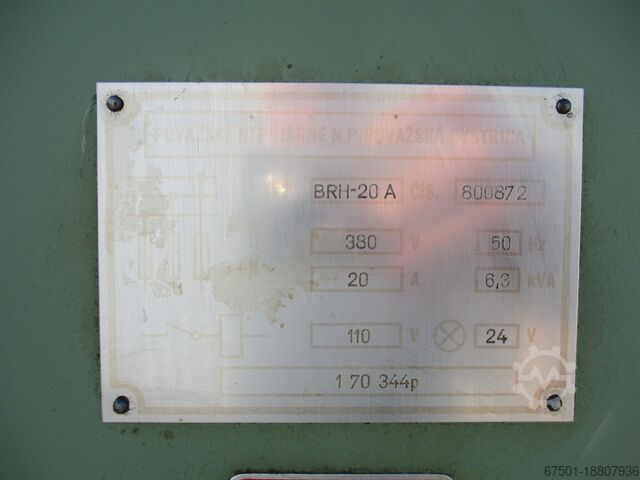 POVAŽSKÉ STROJÁRNE N.P. POVAŽSKÁ BYSTRICA
BRH-20 A ČÍS. 800872
380 V 50 Hz
3+N~
20 A 6,3 kVA
110 V 24 V
1 70 344p
67501-18807936